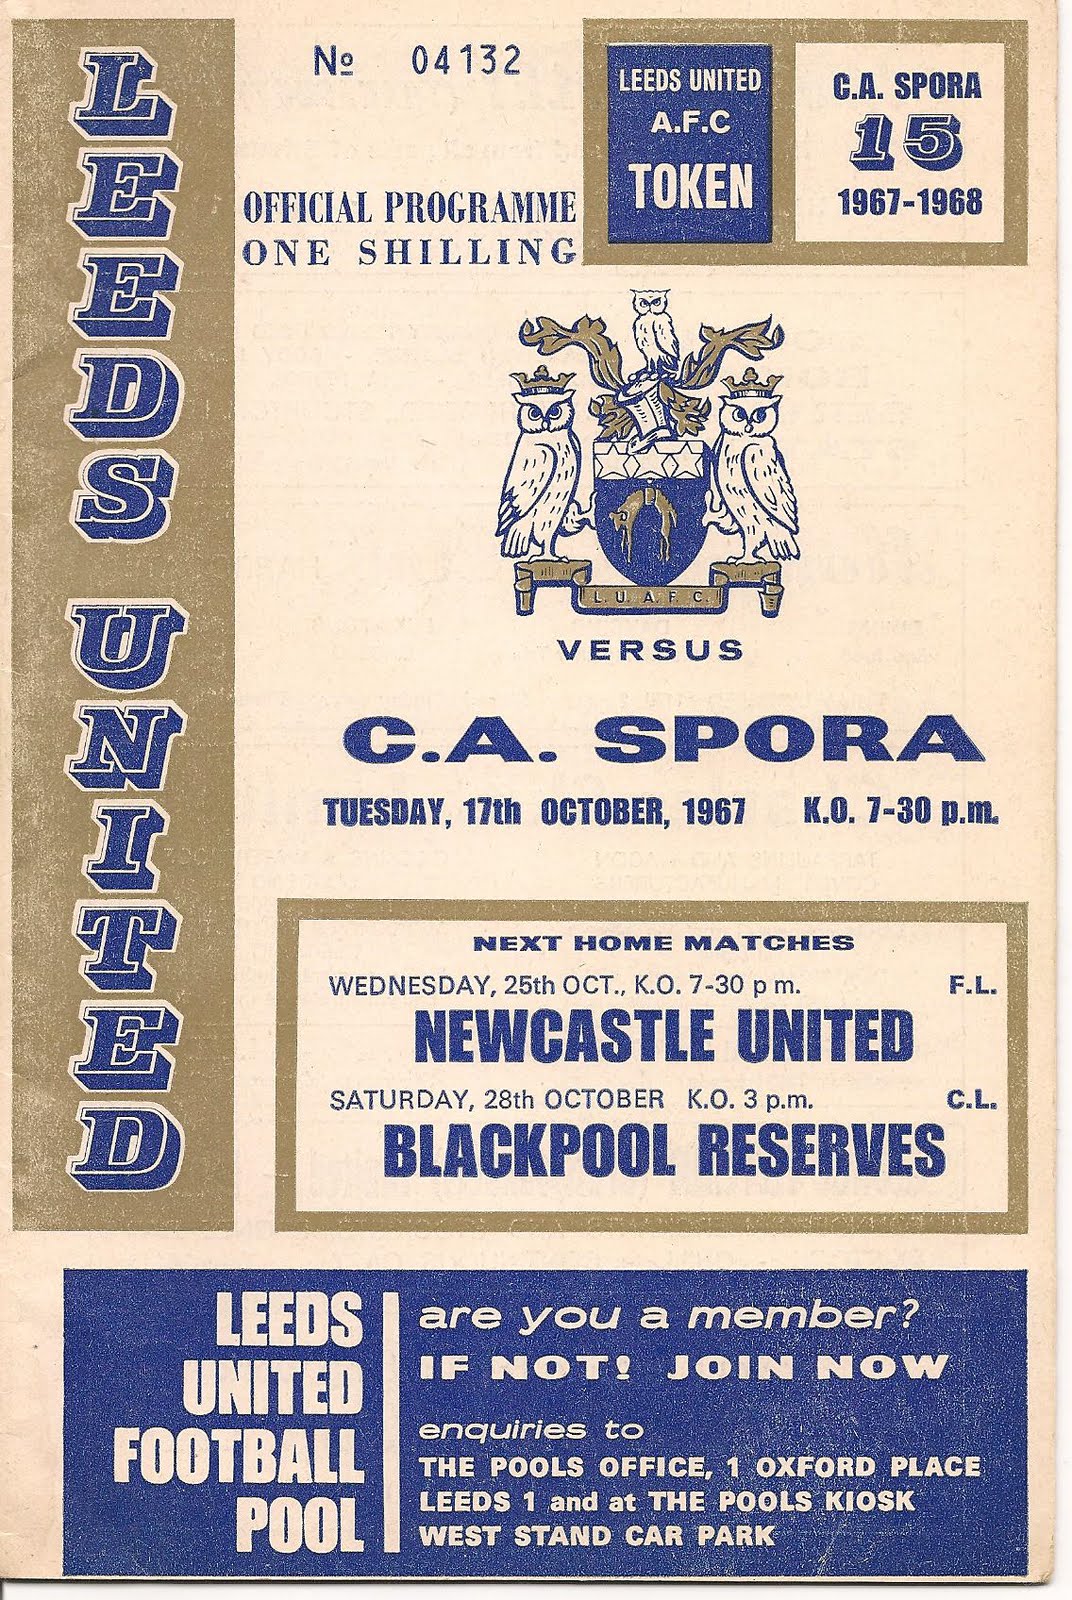 LEEDS UNITED
Nº 04132
OFFICIAL PROGRAMME
ONE SHILLING
LEEDS UNITED
A.F.C
TOKEN
C.A. SPORA
15
1967-1968
L. U. A. F. C.
VERSUS
C.A. SPORA
TUESDAY, 17th OCTOBER, 1967 K.O. 7-30 p.m.
NEXT HOME MATCHES
WEDNESDAY, 25th OCT., K.O. 7-30 p m. F.L.
NEWCASTLE UNITED
SATURDAY, 28th OCTOBER K.O. 3 p.m. C.L.
BLACKPOOL RESERVES
LEEDS
UNITED
FOOTBALL
POOL
are you a member?
IF NOT! JOIN NOW
enquiries to
THE POOLS OFFICE, 1 OXFORD PLACE
LEEDS 1 and at THE POOLS KIOSK
WEST STAND CAR PARK